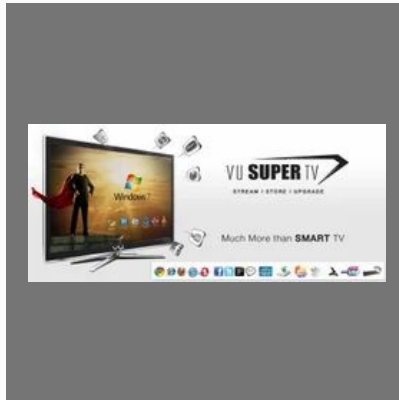 VU SUPER TV
STREAM / STORE / UPGRADE
Windows 7
Much More than SMART TV